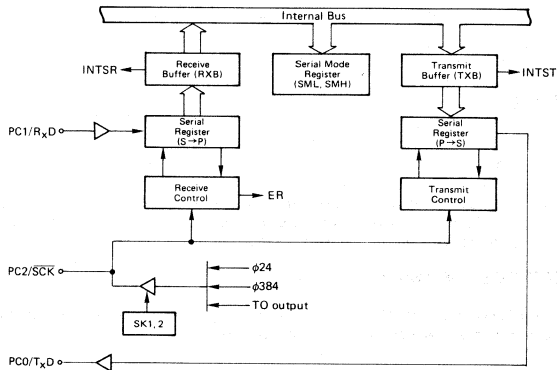 Internal Bus
INTSR
Receive
Buffer (RXB)
Serial Mode
Register
(SML, SMH)
Transmit
Buffer (TXB)
INTST
PC1/RxD
Serial
Register
(S→P)
Serial
Register
(P→S)
Receive
Control
ER
Transmit
Control
PC2/SCK
ϕ24
ϕ384
TO output
SK1, 2
PC0/TxD